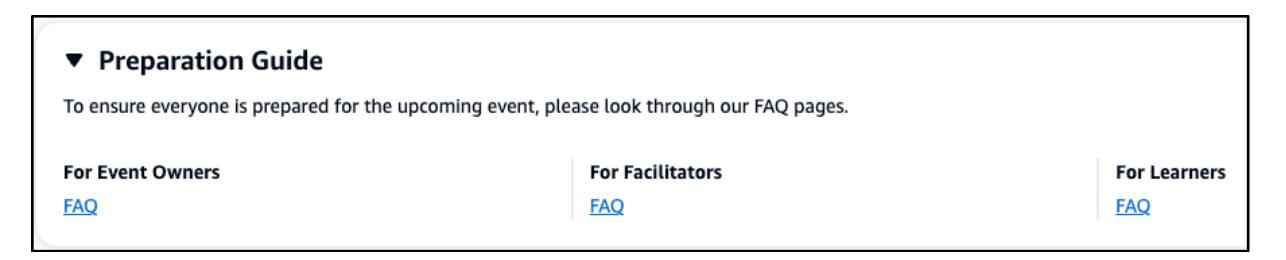 Preparation Guide
To ensure everyone is prepared for the upcoming event, please look through our FAQ pages.
For Event Owners
FAQ
For Facilitators
FAQ
For Learners
FAQ